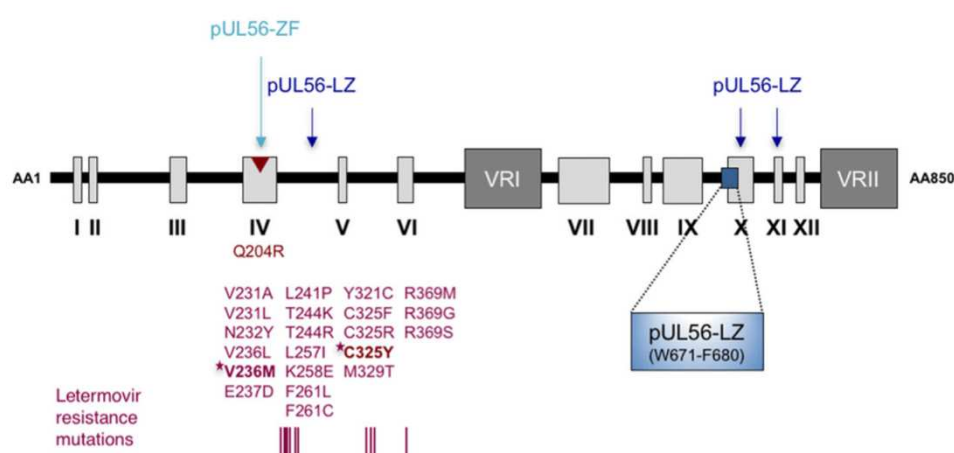 pUL56-ZF
pUL56-LZ
pUL56-LZ
AA1
VRI
VRII
AA850
I II III IV V VI VII VIII IX X XI XII
Q204R
V231A L241P Y321C R369M
V231L T244K C325F R369G
N232Y T244R C325R R369S
V236L L257I *C325Y
*V236M K258E M329T
E237D F261L
F261C
pUL56-LZ
(W671-F680)
Letermovir
resistance
mutations